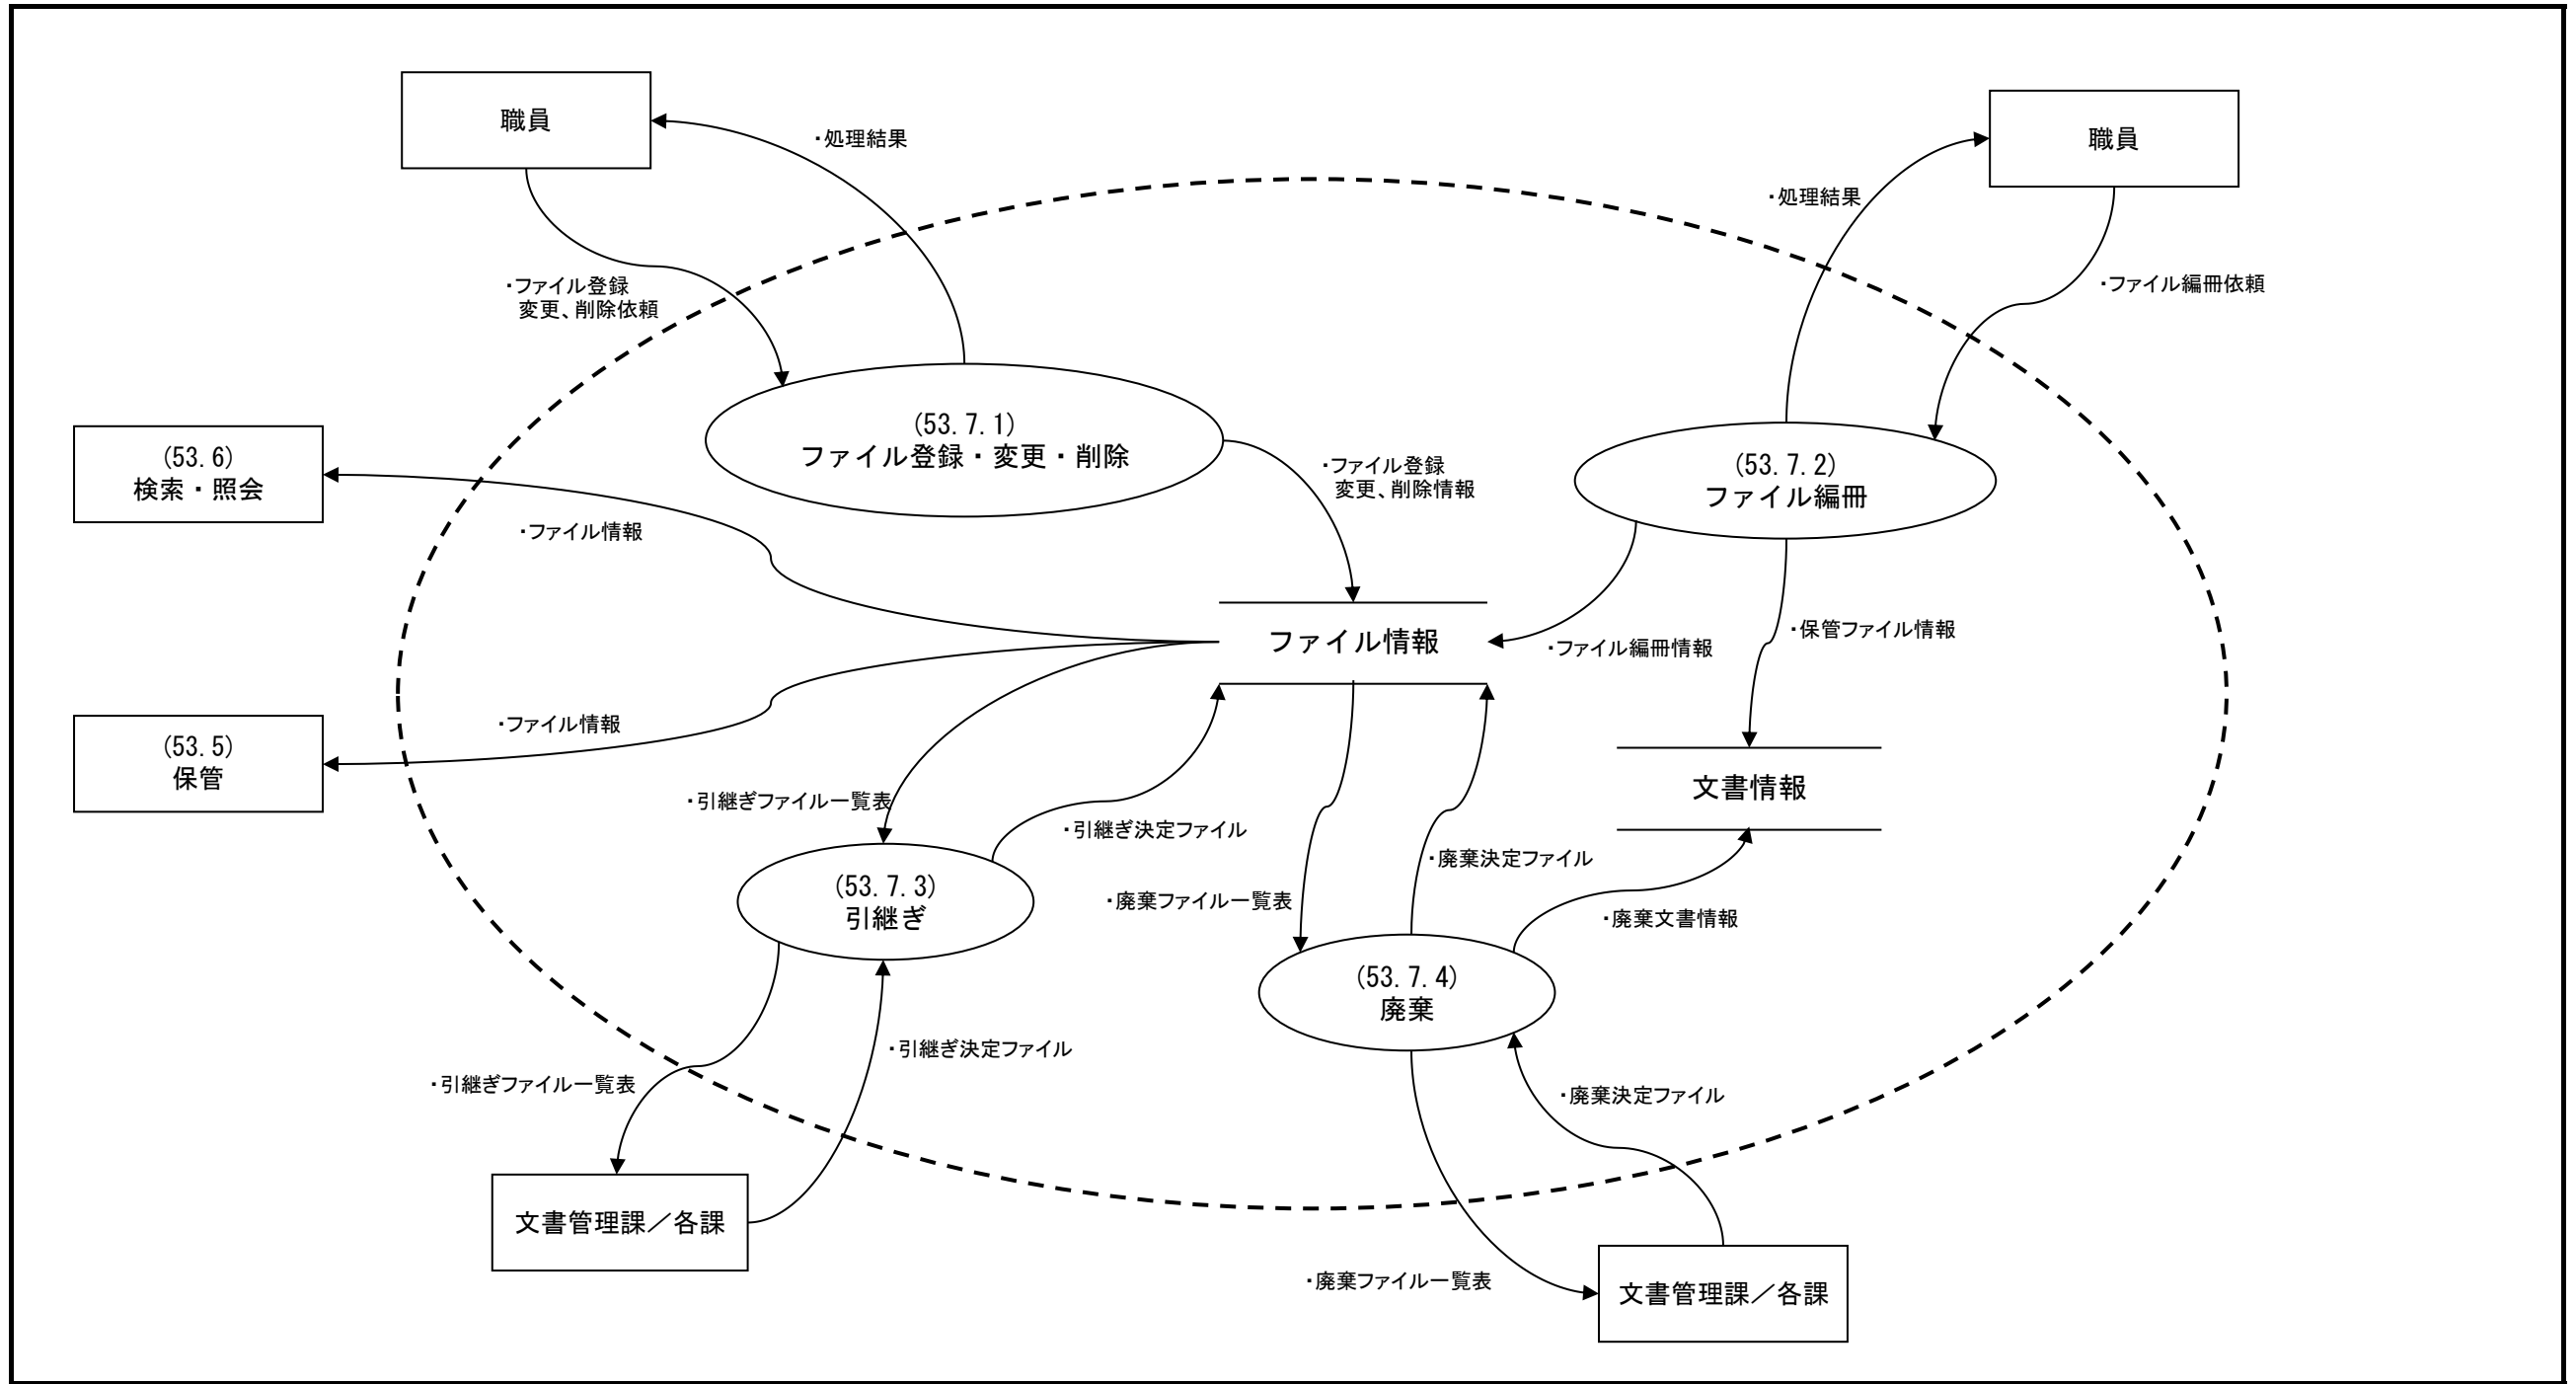 職員
職員
・処理結果
・処理結果
・ファイル登録
変更、削除依頼
・ファイル編冊依頼
(53.7.1)
ファイル登録・変更・削除
(53.6)
検索・照会
・ファイル登録
変更、削除情報
(53.7.2)
ファイル編冊
・ファイル情報
ファイル情報
・ファイル編冊情報
・保管ファイル情報
(53.5)
保管
・ファイル情報
文書情報
・引継ぎファイル一覧表
・引継ぎ決定ファイル
・廃棄決定ファイル
(53.7.3)
引継ぎ
・廃棄ファイル一覧表
・廃棄文書情報
(53.7.4)
廃棄
・引継ぎ決定ファイル
・引継ぎファイル一覧表
・廃棄決定ファイル
文書管理課／各課
・廃棄ファイル一覧表
文書管理課／各課